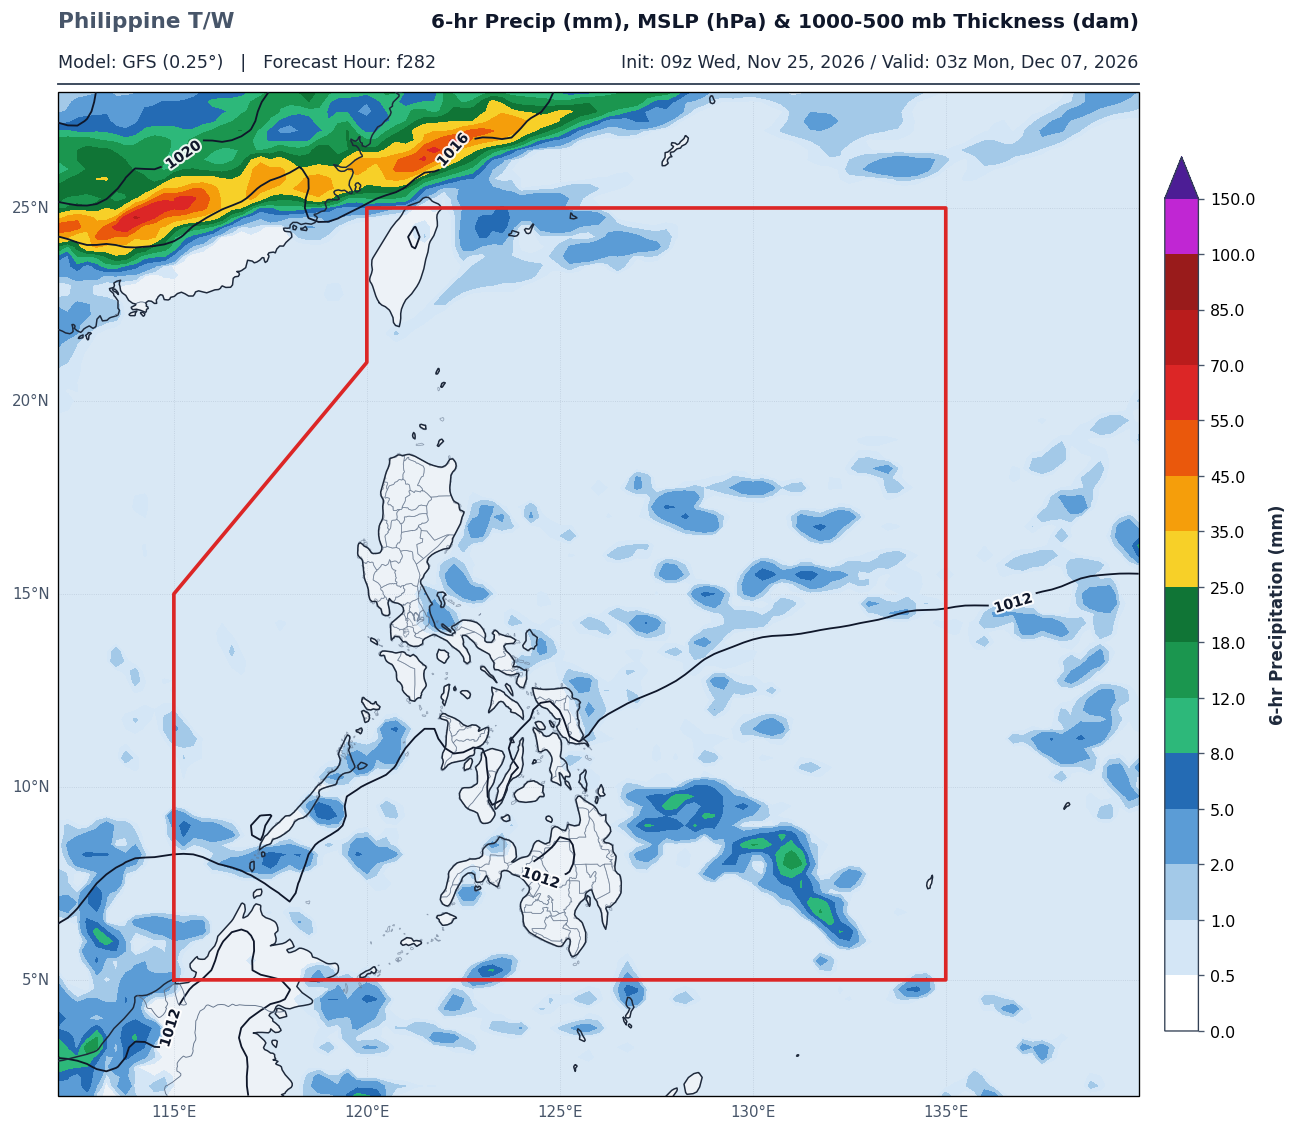 Philippine T/W
6-hr Precip (mm), MSLP (hPa) & 1000-500 mb Thickness (dam)
Model: GFS (0.25°) | Forecast Hour: f282
Init: 09z Wed, Nov 25, 2026 / Valid: 03z Mon, Dec 07, 2026
1020
1016
1012
1012
1012
25°N
20°N
15°N
10°N
5°N
115°E
120°E
125°E
130°E
135°E
150.0
100.0
85.0
70.0
55.0
45.0
35.0
25.0
18.0
12.0
8.0
5.0
2.0
1.0
0.5
0.0
6-hr Precipitation (mm)